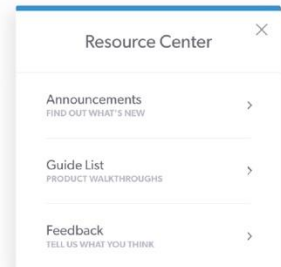 Resource Center
Announcements
FIND OUT WHAT'S NEW
Guide List
PRODUCT WALKTHROUGHS
Feedback
TELL US WHAT YOU THINK